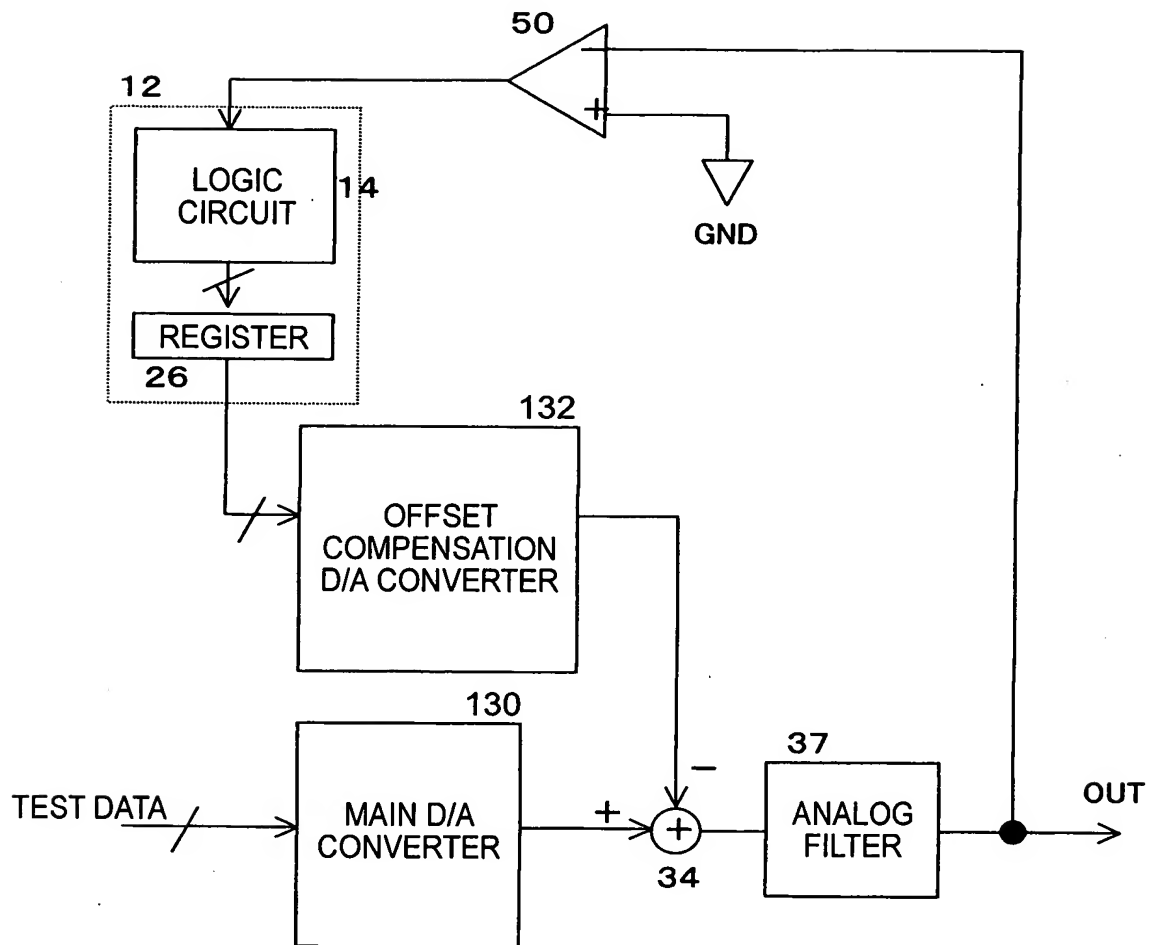 50
12
LOGIC
CIRCUIT
14
GND
REGISTER
26
132
OFFSET
COMPENSATION
D/A CONVERTER
130
37
TEST DATA
MAIN D/A
CONVERTER
+
−
+
34
ANALOG
FILTER
OUT
−
+